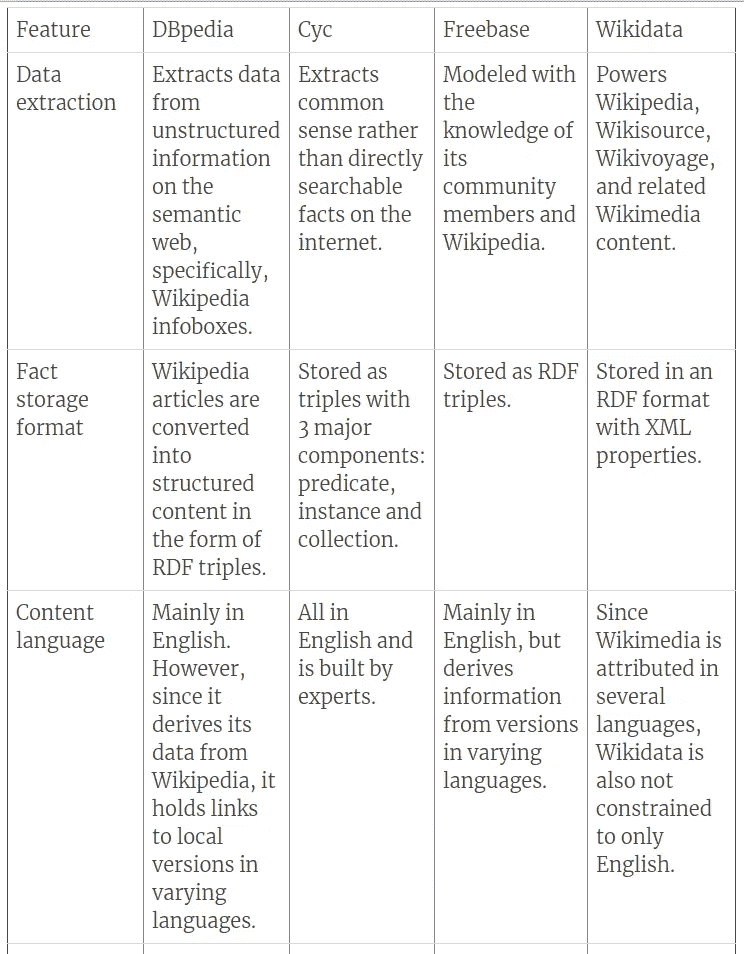 Feature
DBpedia
Cyc
Freebase
Wikidata
Data
extraction
Extracts data
from
unstructured
information
on the
semantic
web,
specifically,
Wikipedia
infoboxes.
Extracts
common
sense rather
than directly
searchable
facts on the
internet.
Modeled with
the
knowledge of
its
community
members and
Wikipedia.
Powers
Wikipedia,
Wikisource,
Wikivoyage,
and related
Wikimedia
content.
Fact
storage
format
Wikipedia
articles are
converted
into
structured
content in
the form of
RDF triples.
Stored as
triples with
3 major
components:
predicate,
instance and
collection.
Stored as RDF
triples.
Stored in an
RDF format
with XML
properties.
Content
language
Mainly in
English.
However,
since it
derives its
data from
Wikipedia, it
holds links
to local
versions in
varying
languages.
All in
English and
is built by
experts.
Mainly in
English, but
derives
information
from versions
in varying
languages.
Since
Wikimedia is
attributed in
several
languages,
Wikidata is
also not
constrained
to only
English.